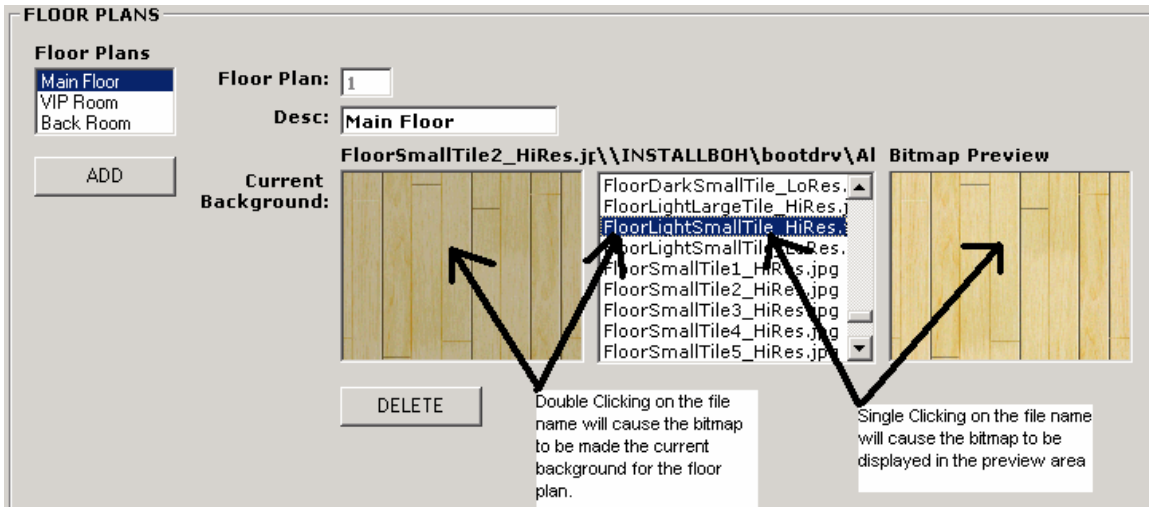 FLOOR PLANS
Floor Plans
Main Floor
VIP Room
Back Room
ADD
Floor Plan: 1
Desc: Main Floor
FloorSmallTile2_HiRes.jp
\\INSTALLBOH\bootdrv\Al
Bitmap Preview
Current
Background:
FloorDarkSmallTile_LoRes.
FloorLightLargeTile_HiRes.j
FloorLightSmallTile_HiRes.
FloorLightSmallTile_LoRes.
FloorSmallTile1_HiRes.jpg
FloorSmallTile2_HiRes.jpg
FloorSmallTile3_HiRes.jpg
FloorSmallTile4_HiRes.jpg
FloorSmallTile5_HiRes.jpg
DELETE
Double Clicking on the file
name will cause the bitmap
to be made the current
background for the floor
plan.
Single Clicking on the file name
will cause the bitmap to be
displayed in the preview area